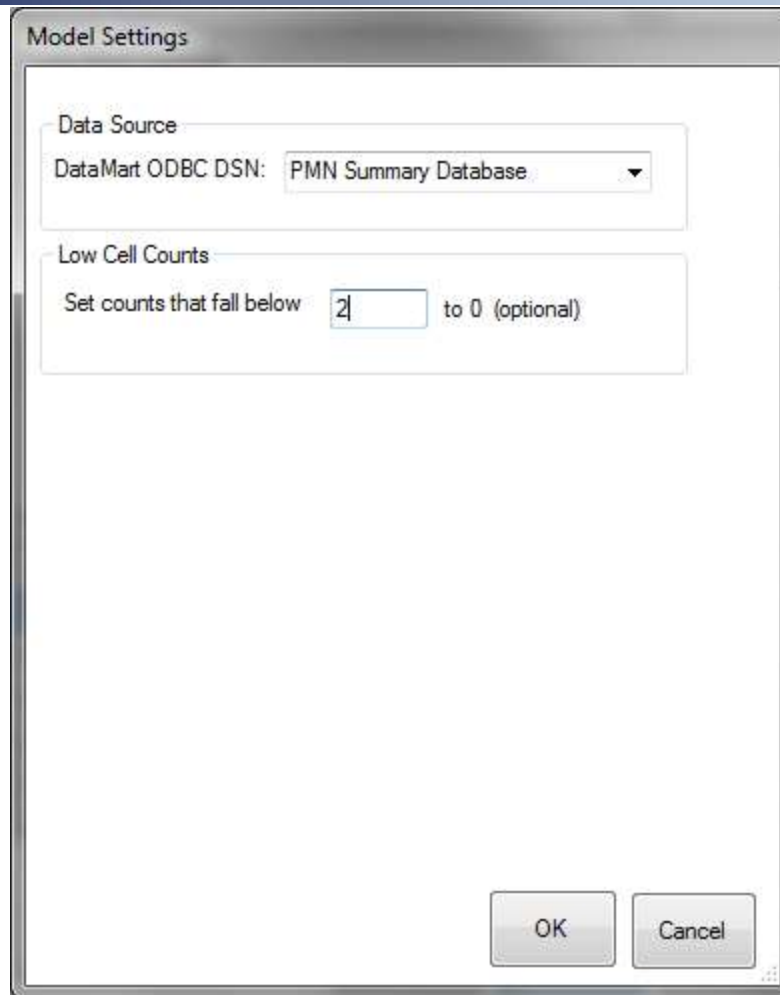 Model Settings
Data Source
DataMart ODBC DSN: PMN Summary Database
Low Cell Counts
Set counts that fall below 2 to 0 (optional)
OK Cancel